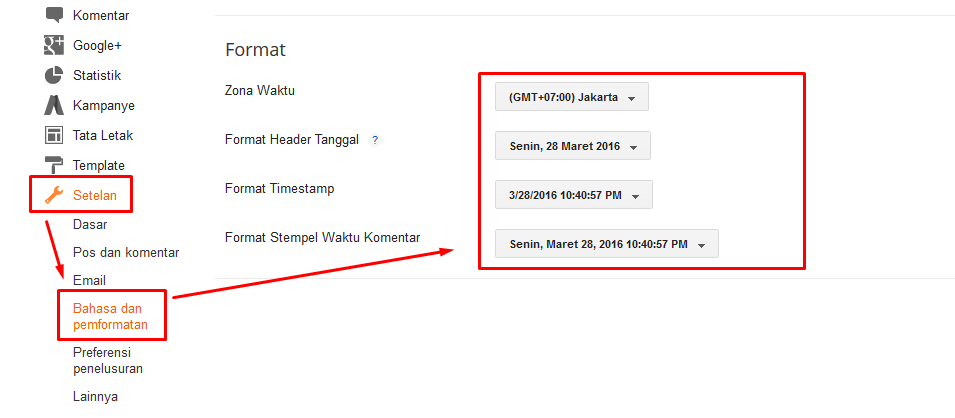 Komentar
Google+
Statistik
Kampanye
Tata Letak
Template
Setelan
Dasar
Pos dan komentar
Email
Bahasa dan
pemformatan
Preferensi
penelusuran
Lainnya
Format
Zona Waktu
(GMT+07:00) Jakarta
Format Header Tanggal ?
Senin, 28 Maret 2016
Format Timestamp
3/28/2016 10:40:57 PM
Format Stempel Waktu Komentar
Senin, Maret 28, 2016 10:40:57 PM